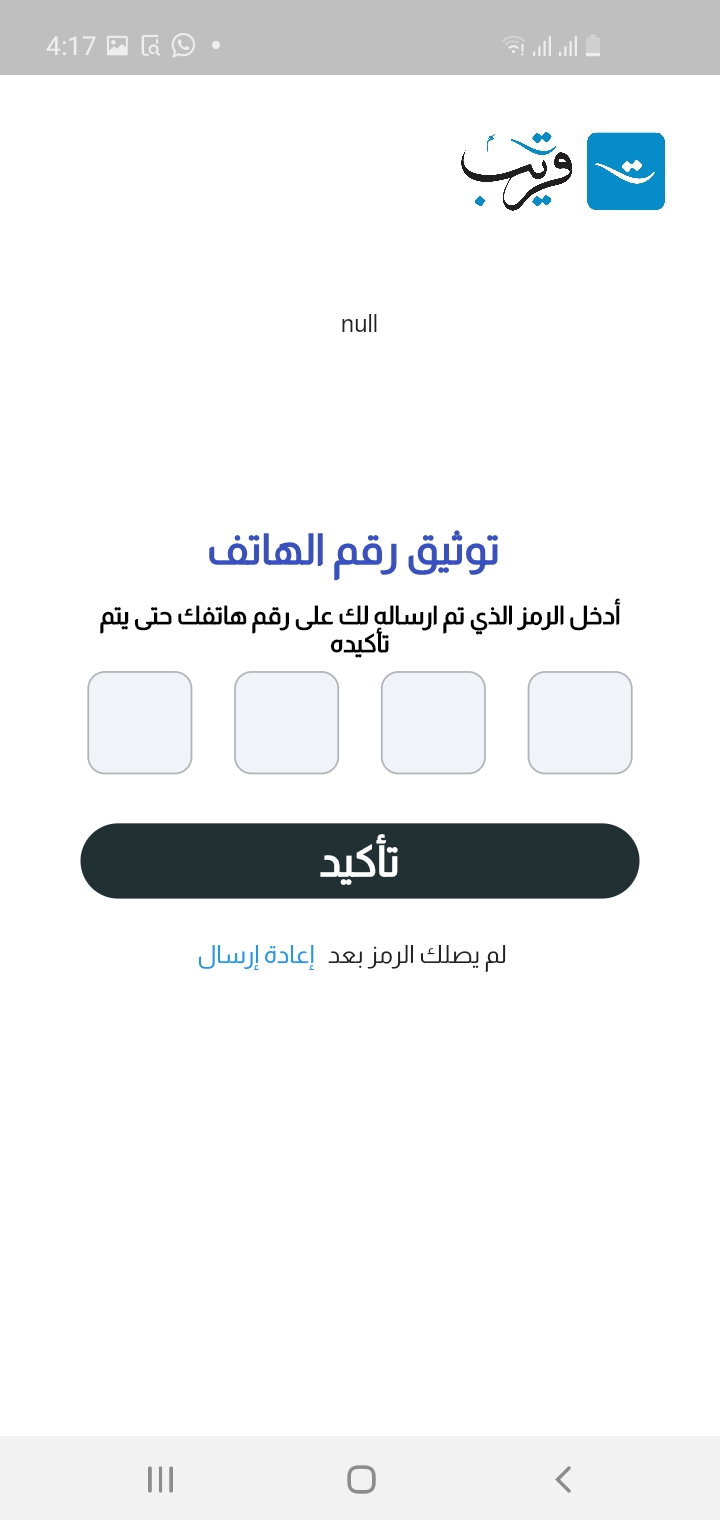 4:17
قريب
null
توثيق رقم الهاتف
أدخل الرمز الذي تم ارساله لك على رقم هاتفك حتى يتم
تأكيده
تأكيد
لم يصلك الرمز بعد إعادة إرسال